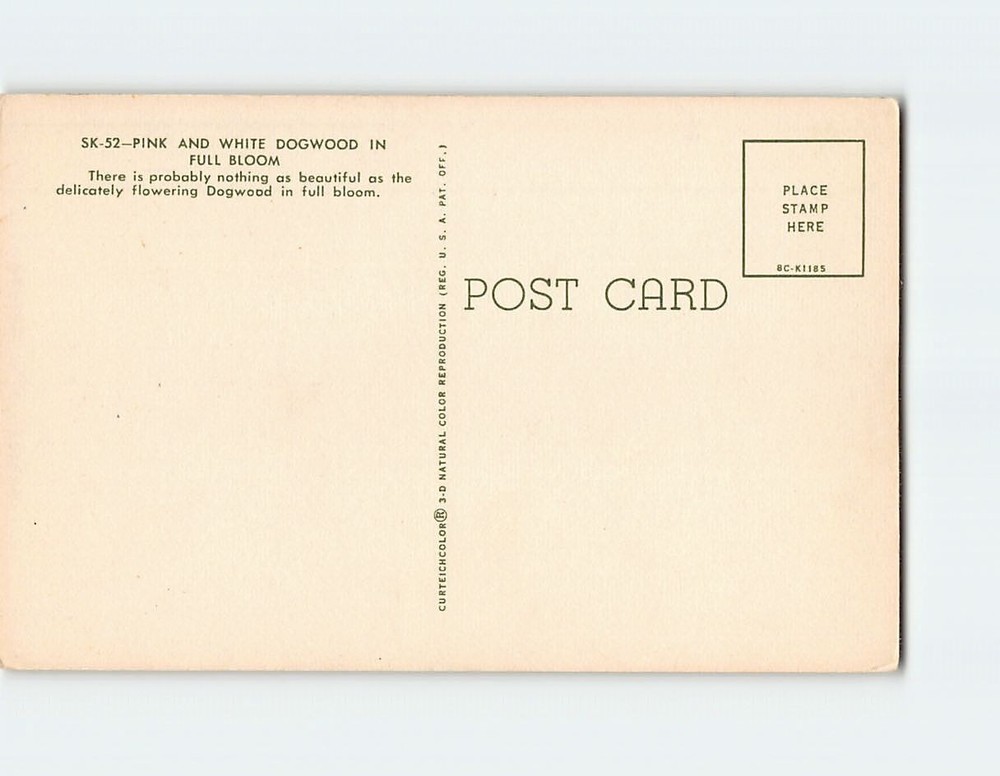 SK-52—PINK AND WHITE DOGWOOD IN
FULL BLOOM
There is probably nothing as beautiful as the
delicately flowering Dogwood in full bloom.
CURTEICHCOLOR® 3-D NATURAL COLOR REPRODUCTION (REG. U. S. A. PAT. OFF.)
POST CARD
PLACE
STAMP
HERE
8C-K1185